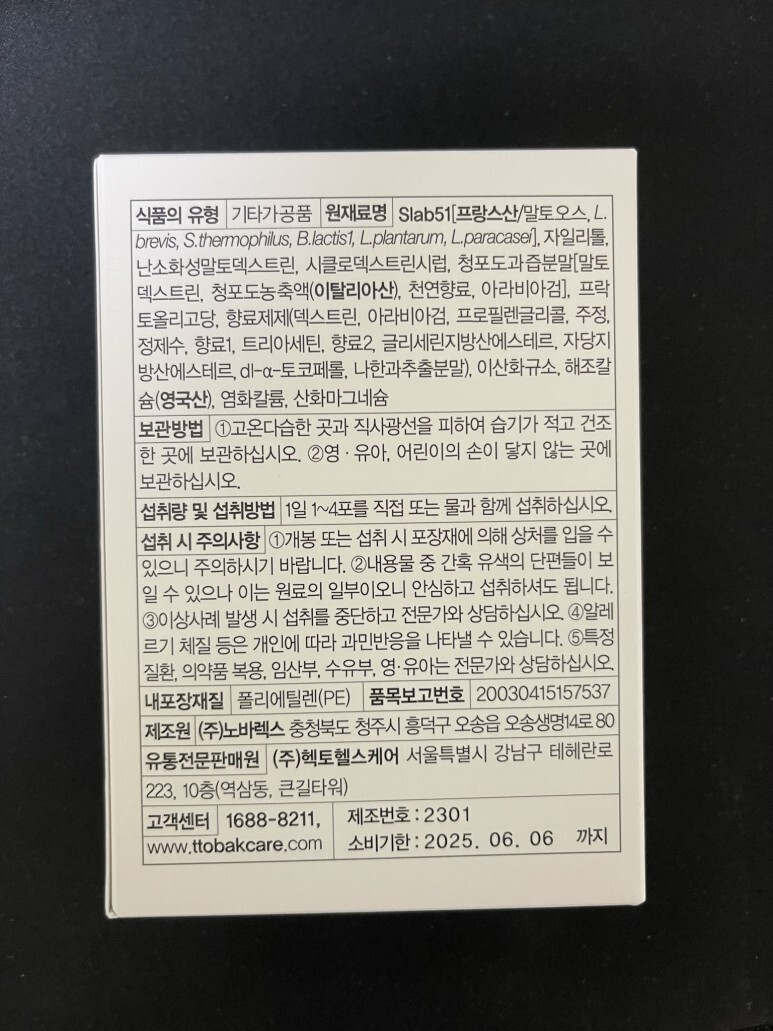 식품의 유형 기타가공품 원재료명 Slab51[프랑스산/말토오스, L.
brevis, S.thermophilus, B.lactis1, L.plantarum, L.paracasei], 자일리톨,
난소화성말토덱스트린, 시클로덱스트린시럽, 청포도과즙분말[말토
덱스트린, 청포도농축액(이탈리아산), 천연향료, 아라비아검], 프락
토올리고당, 향료제제(덱스트린, 아라비아검, 프로필렌글리콜, 주정,
정제수, 향료1, 트리아세틴, 향료2, 글리세린지방산에스테르, 자당지
방산에스테르, dl-α-토코페롤, 나한과추출분말), 이산화규소, 해조칼
슘(영국산), 염화칼륨, 산화마그네슘
보관방법 ①고온다습한 곳과 직사광선을 피하여 습기가 적고 건조
한 곳에 보관하십시오. ②영·유아, 어린이의 손이 닿지 않는 곳에
보관하십시오.
섭취량 및 섭취방법 1일 1~4포를 직접 또는 물과 함께 섭취하십시오.
섭취 시 주의사항 ①개봉 또는 섭취 시 포장재에 의해 상처를 입을 수
있으니 주의하시기 바랍니다. ②내용물 중 간혹 유색의 단편들이 보
일 수 있으나 이는 원료의 일부이오니 안심하고 섭취하셔도 됩니다.
③이상사례 발생 시 섭취를 중단하고 전문가와 상담하십시오. ④알레
르기 체질 등은 개인에 따라 과민반응을 나타낼 수 있습니다. ⑤특정
질환, 의약품 복용, 임산부, 수유부, 영·유아는 전문가와 상담하십시오.
내포장재질 폴리에틸렌(PE) 품목보고번호 20030415157537
제조원 (주)노바렉스 충청북도 청주시 흥덕구 오송읍 오송생명14로 80
유통전문판매원 (주)헥토헬스케어 서울특별시 강남구 테헤란로
223, 10층(역삼동, 큰길타워)
고객센터 1688-8211,
www.ttobakcare.com
제조번호 : 2301
소비기한 : 2025. 06. 06 까지